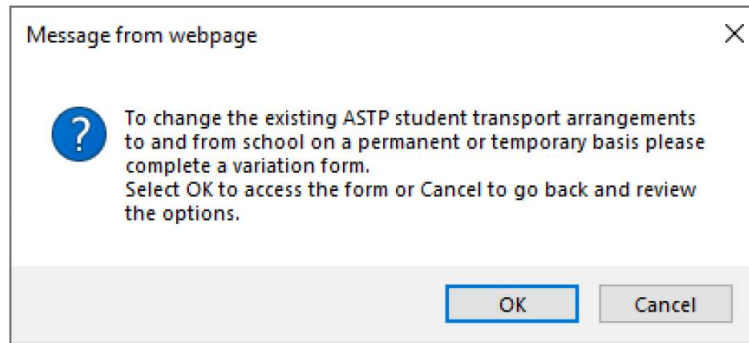 Message from webpage
To change the existing ASTP student transport arrangements
to and from school on a permanent or temporary basis please
complete a variation form.
Select OK to access the form or Cancel to go back and review
the options.
OK Cancel